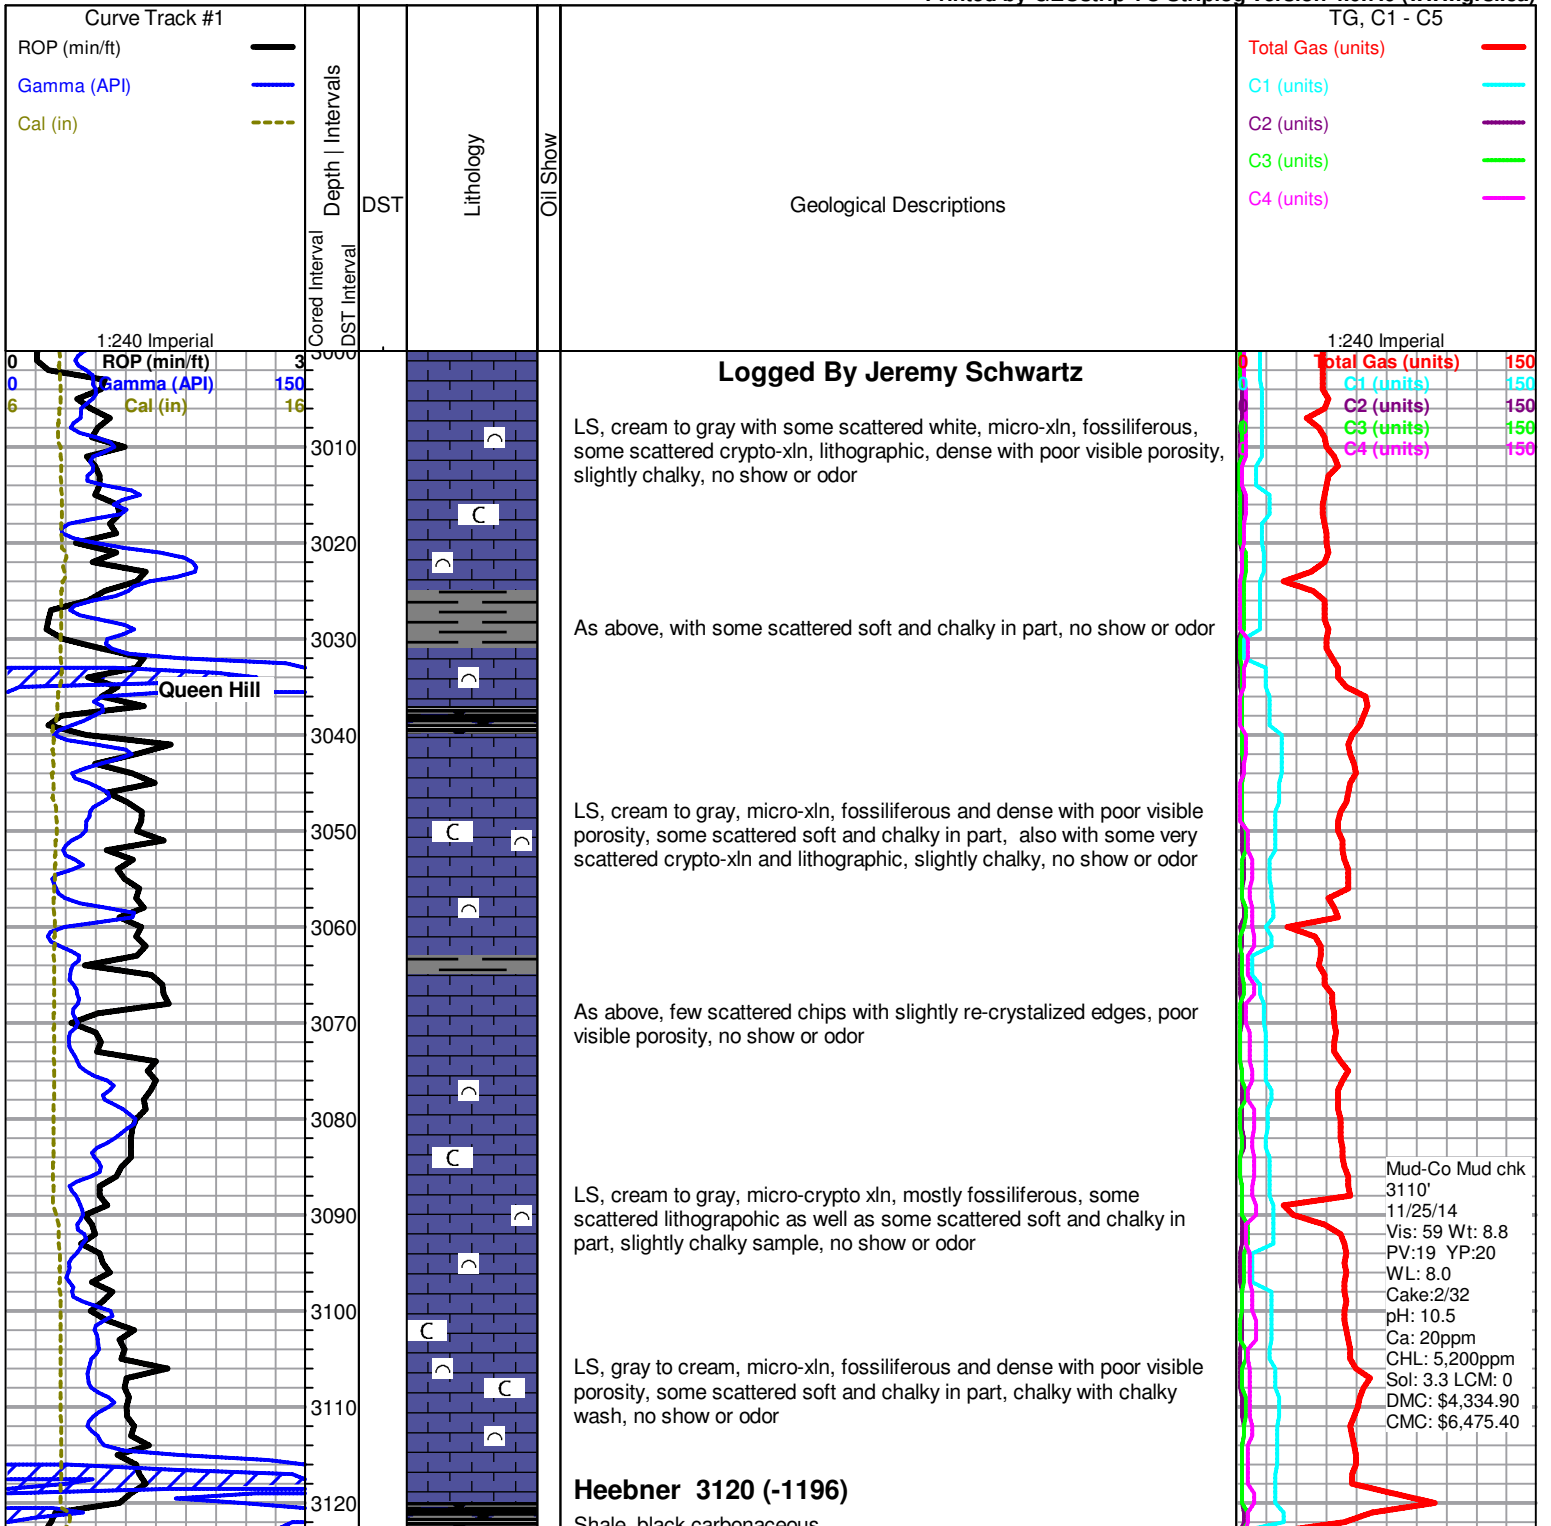 Curve Track #1
ROP (min/ft)
Gamma (API)
Cal (in)
1:240 Imperial
0 ROP (min/ft) 3
0 Gamma (API) 150
6 Cal (in) 16
Depth | Intervals
Cored Interval
DST Interval
DST
Lithology
Oil Show
Geological Descriptions
TG, C1 - C5
Total Gas (units)
C1 (units)
C2 (units)
C3 (units)
C4 (units)
1:240 Imperial
0 Total Gas (units) 150
C1 (units) 150
C2 (units) 150
C3 (units) 150
C4 (units) 150
3000
3010
3020
3030
Queen Hill
3040
3050
3060
3070
3080
3090
3100
3110
3120
C
C
C
C
C
Logged By Jeremy Schwartz
LS, cream to gray with some scattered white, micro-xln, fossiliferous,
some scattered crypto-xln, lithographic, dense with poor visible porosity,
slightly chalky, no show or odor
As above, with some scattered soft and chalky in part, no show or odor
LS, cream to gray, micro-xln, fossiliferous and dense with poor visible
porosity, some scattered soft and chalky in part, also with some very
scattered crypto-xln and lithographic, slightly chalky, no show or odor
As above, few scattered chips with slightly re-crystalized edges, poor
visible porosity, no show or odor
LS, cream to gray, micro-crypto xln, mostly fossiliferous, some
scattered lithograpohic as well as some scattered soft and chalky in
part, slightly chalky sample, no show or odor
LS, gray to cream, micro-xln, fossiliferous and dense with poor visible
porosity, some scattered soft and chalky in part, chalky with chalky
wash, no show or odor
Heebner 3120 (-1196)
Shale, black carbonaceous
Mud-Co Mud chk
3110'
11/25/14
Vis: 59 Wt: 8.8
PV:19 YP:20
WL: 8.0
Cake:2/32
pH: 10.5
Ca: 20ppm
CHL: 5,200ppm
Sol: 3.3 LCM: 0
DMC: $4,334.90
CMC: $6,475.40